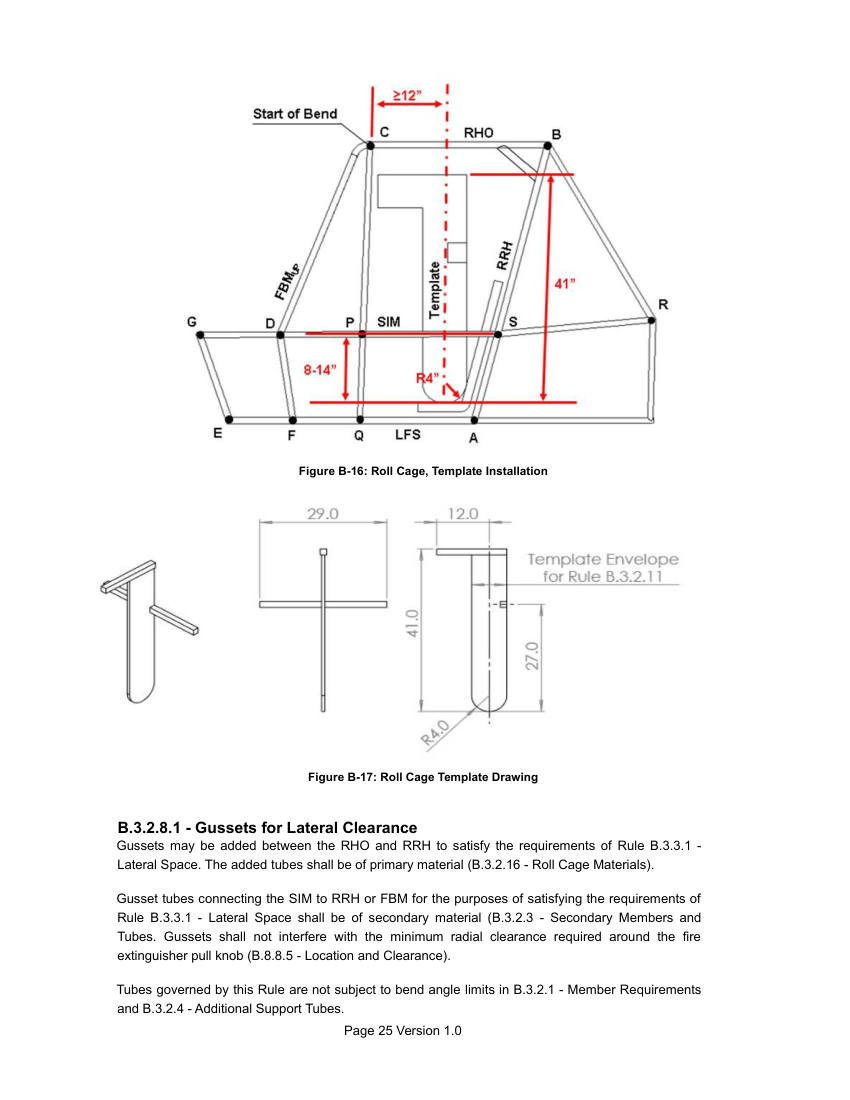 ≥12”
Start of Bend
C
RHO
B
FBMUP
RRH
Template
41”
R
G
D
P
SIM
S
8-14”
R4”
E
F
Q
LFS
A
Figure B-16: Roll Cage, Template Installation
29.0
12.0
Template Envelope
for Rule B.3.2.11
41.0
27.0
R4.0
Figure B-17: Roll Cage Template Drawing
B.3.2.8.1 - Gussets for Lateral Clearance
Gussets may be added between the RHO and RRH to satisfy the requirements of Rule B.3.3.1 -
Lateral Space. The added tubes shall be of primary material (B.3.2.16 - Roll Cage Materials).
Gusset tubes connecting the SIM to RRH or FBM for the purposes of satisfying the requirements of
Rule B.3.3.1 - Lateral Space shall be of secondary material (B.3.2.3 - Secondary Members and
Tubes. Gussets shall not interfere with the minimum radial clearance required around the fire
extinguisher pull knob (B.8.8.5 - Location and Clearance).
Tubes governed by this Rule are not subject to bend angle limits in B.3.2.1 - Member Requirements
and B.3.2.4 - Additional Support Tubes.
Page 25 Version 1.0